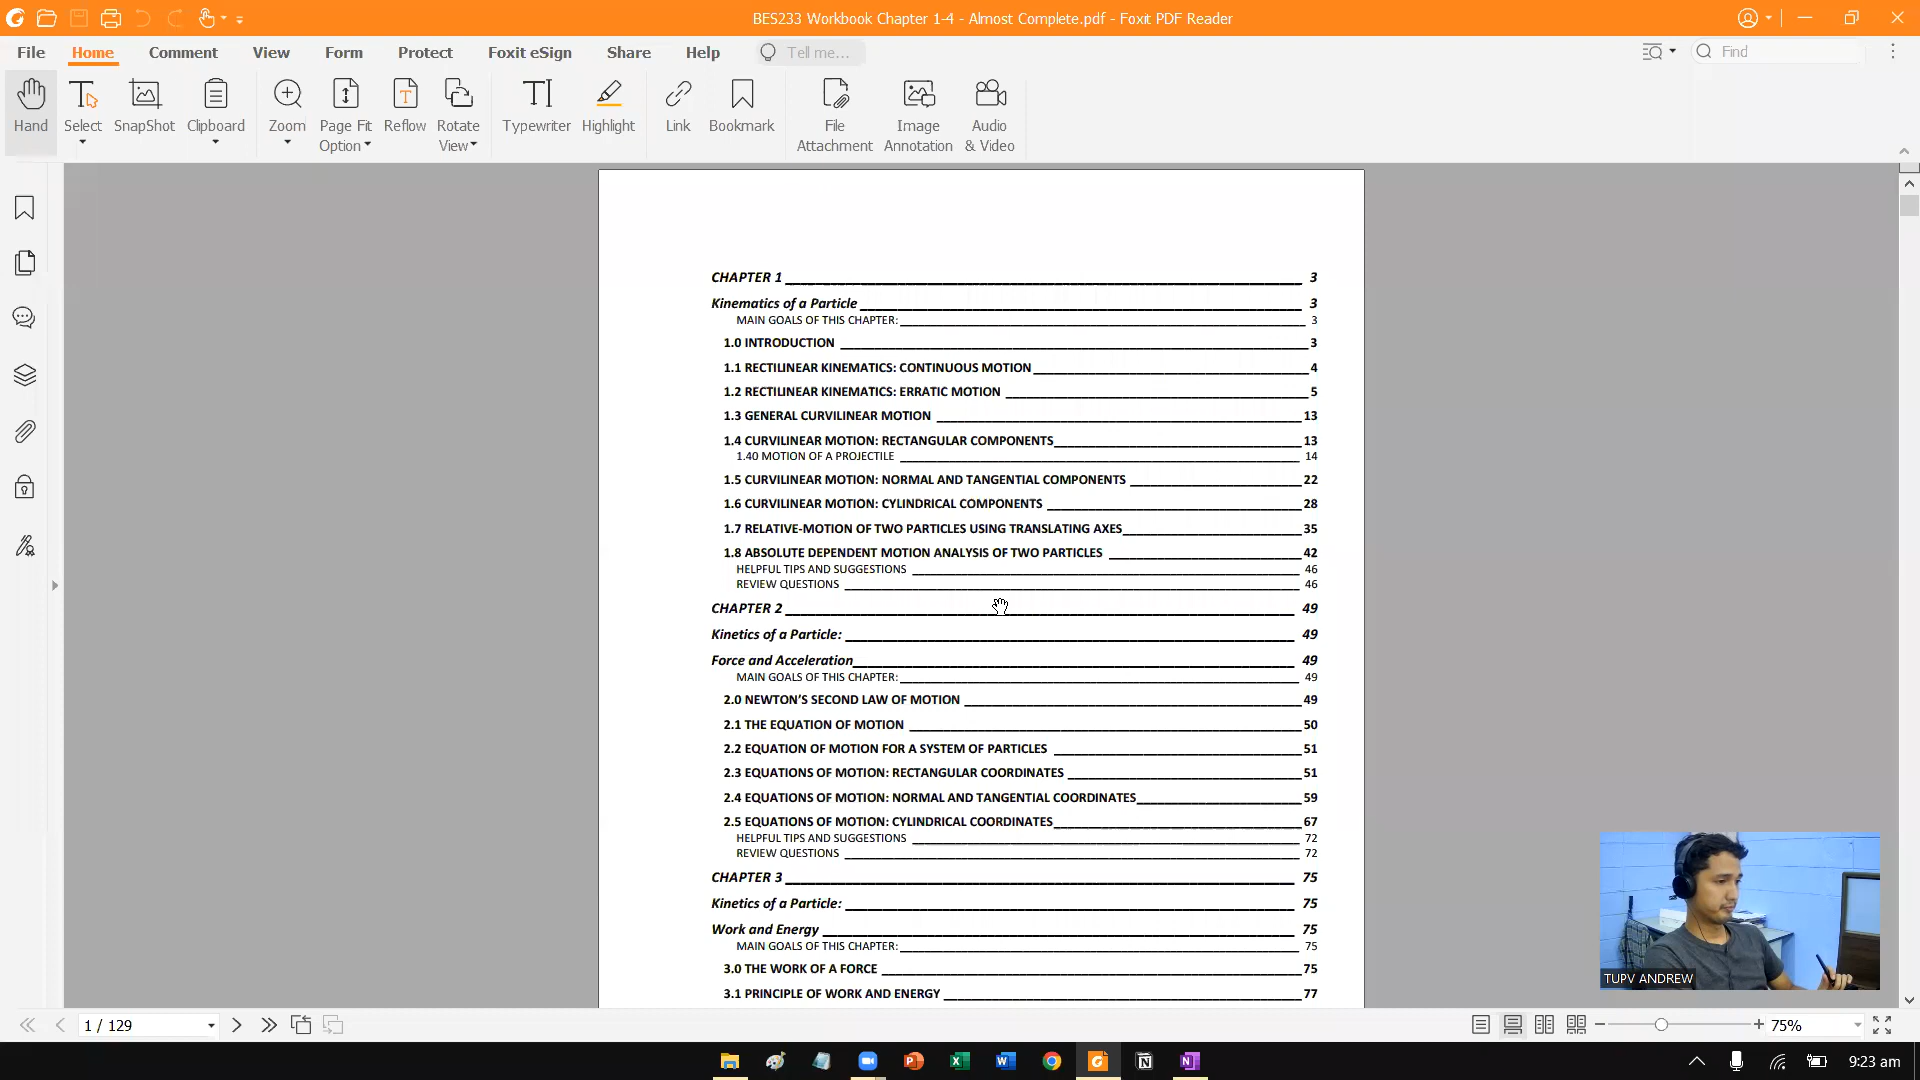 BES233 Workbook Chapter 1-4 - Almost Complete.pdf - Foxit PDF Reader
File Home Comment View Form Protect Foxit eSign Share Help Tell me... Find
Hand Select SnapShot Clipboard Zoom Page Fit Option Reflow Rotate View Typewriter Highlight Link Bookmark File Attachment Image Annotation Audio & Video
CHAPTER 1 3
Kinematics of a Particle 3
MAIN GOALS OF THIS CHAPTER: 3
1.0 INTRODUCTION 3
1.1 RECTILINEAR KINEMATICS: CONTINUOUS MOTION 4
1.2 RECTILINEAR KINEMATICS: ERRATIC MOTION 5
1.3 GENERAL CURVILINEAR MOTION 13
1.4 CURVILINEAR MOTION: RECTANGULAR COMPONENTS 13
1.40 MOTION OF A PROJECTILE 14
1.5 CURVILINEAR MOTION: NORMAL AND TANGENTIAL COMPONENTS 22
1.6 CURVILINEAR MOTION: CYLINDRICAL COMPONENTS 28
1.7 RELATIVE-MOTION OF TWO PARTICLES USING TRANSLATING AXES 35
1.8 ABSOLUTE DEPENDENT MOTION ANALYSIS OF TWO PARTICLES 42
HELPFUL TIPS AND SUGGESTIONS 46
REVIEW QUESTIONS 46
CHAPTER 2 49
Kinetics of a Particle: 49
Force and Acceleration 49
MAIN GOALS OF THIS CHAPTER: 49
2.0 NEWTON'S SECOND LAW OF MOTION 49
2.1 THE EQUATION OF MOTION 50
2.2 EQUATION OF MOTION FOR A SYSTEM OF PARTICLES 51
2.3 EQUATIONS OF MOTION: RECTANGULAR COORDINATES 51
2.4 EQUATIONS OF MOTION: NORMAL AND TANGENTIAL COORDINATES 59
2.5 EQUATIONS OF MOTION: CYLINDRICAL COORDINATES 67
HELPFUL TIPS AND SUGGESTIONS 72
REVIEW QUESTIONS 72
CHAPTER 3 75
Kinetics of a Particle: 75
Work and Energy 75
MAIN GOALS OF THIS CHAPTER: 75
3.0 THE WORK OF A FORCE 75
3.1 PRINCIPLE OF WORK AND ENERGY 77
TUPV ANDREW
1 / 129 75%
9:23 am